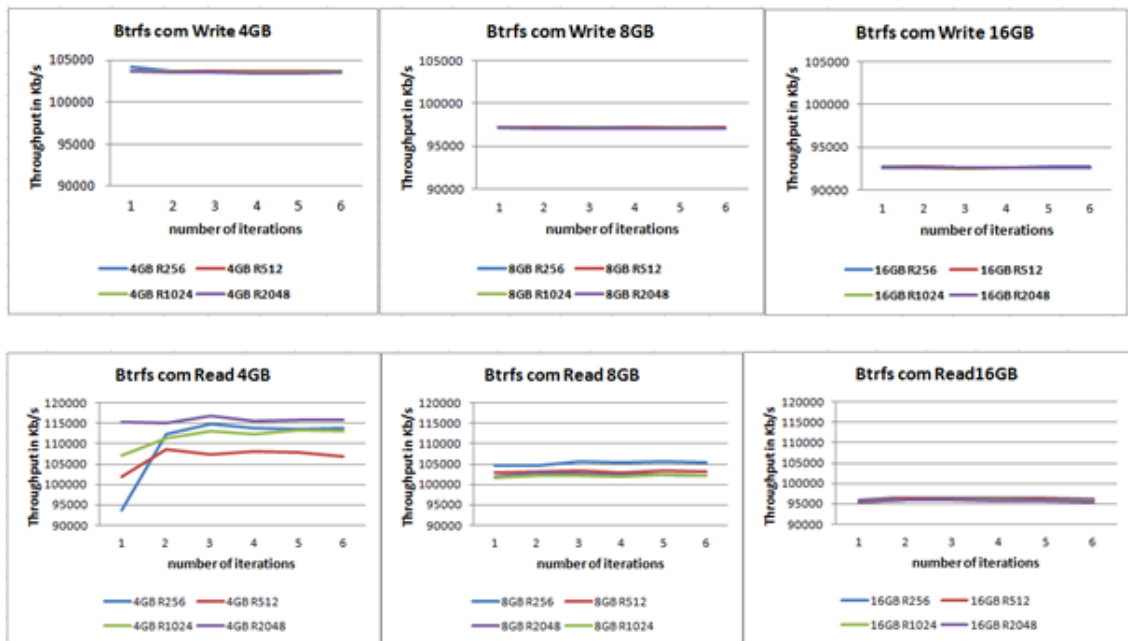 Btrfs com Write 4GB
Throughput in Kb/s
105000
100000
95000
90000
1 2 3 4 5 6
number of iterations
4GB R256 4GB R512
4GB R1024 4GB R2048
Btrfs com Write 8GB
Throughput in Kb/s
105000
100000
95000
90000
1 2 3 4 5 6
number of iterations
8GB R256 8GB R512
8GB R1024 8GB R2048
Btrfs com Write 16GB
Throughput in Kb/s
105000
100000
95000
90000
1 2 3 4 5 6
number of iterations
16GB R256 16GB R512
16GB R1024 16GB R2048
Btrfs com Read 4GB
Throughput in Kb/s
120000
115000
110000
105000
100000
95000
90000
1 2 3 4 5 6
number of iterations
4GB R256 4GB R512
4GB R1024 4GB R2048
Btrfs com Read 8GB
Throughput in Kb/s
120000
115000
110000
105000
100000
95000
90000
1 2 3 4 5 6
number of iterations
8GB R256 8GB R512
8GB R2048 8GB R1024
Btrfs com Read16GB
Throughput in Kb/s
120000
115000
110000
105000
100000
95000
90000
1 2 3 4 5 6
number of iterations
16GB R256 16GB R512
16GB R1024 16GB R2048